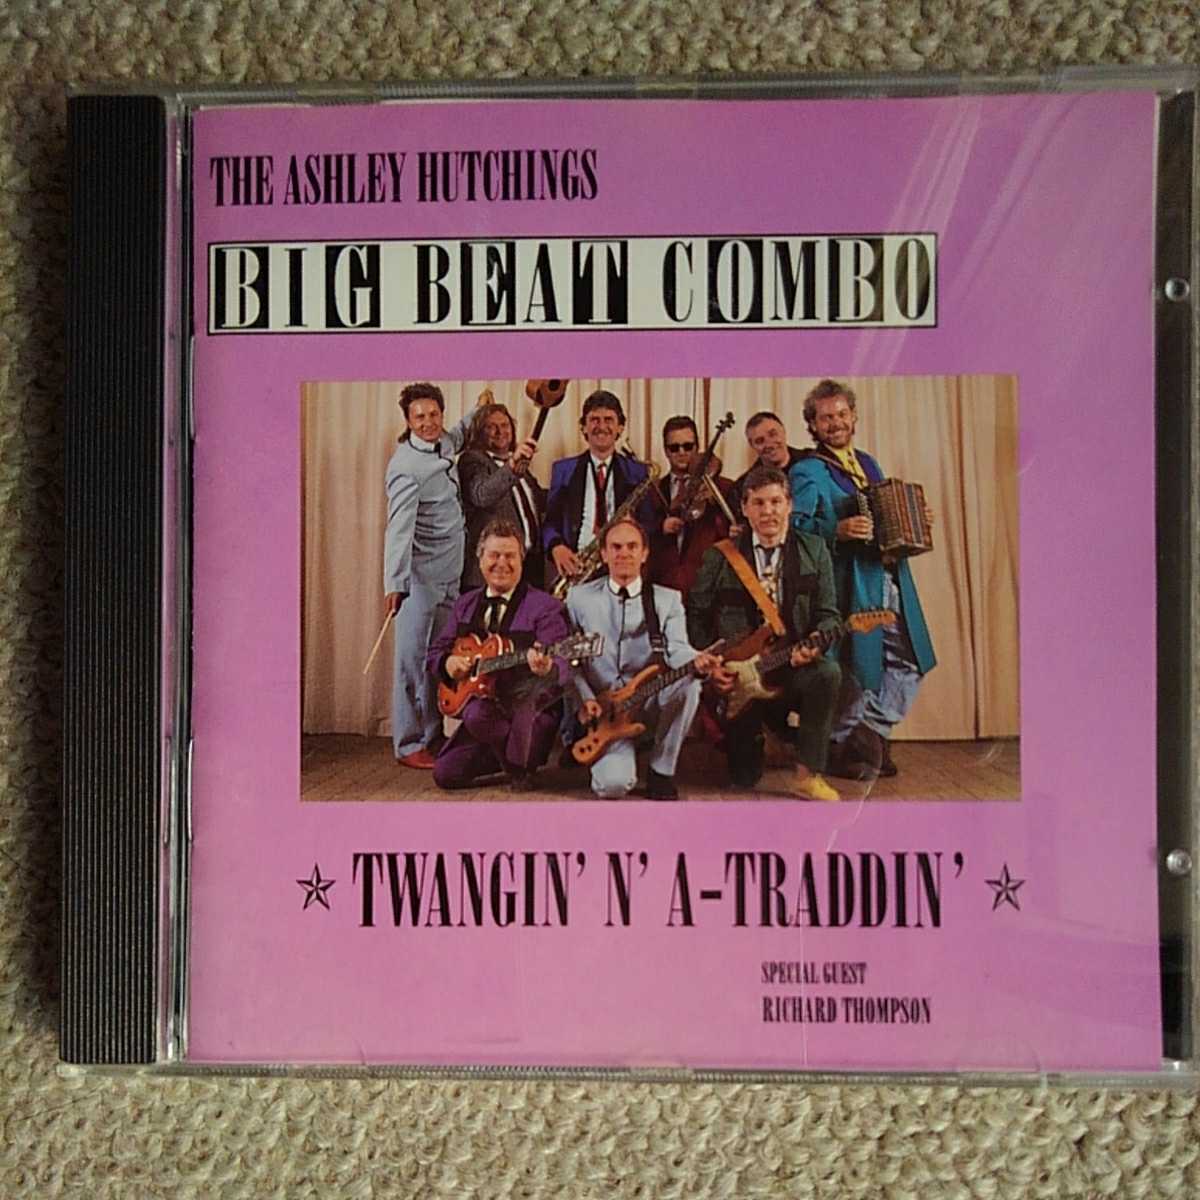 THE ASHLEY HUTCHINGS
BIG BEAT COMBO
TWANGIN' N' A-TRADDIN'
SPECIAL GUEST
RICHARD THOMPSON